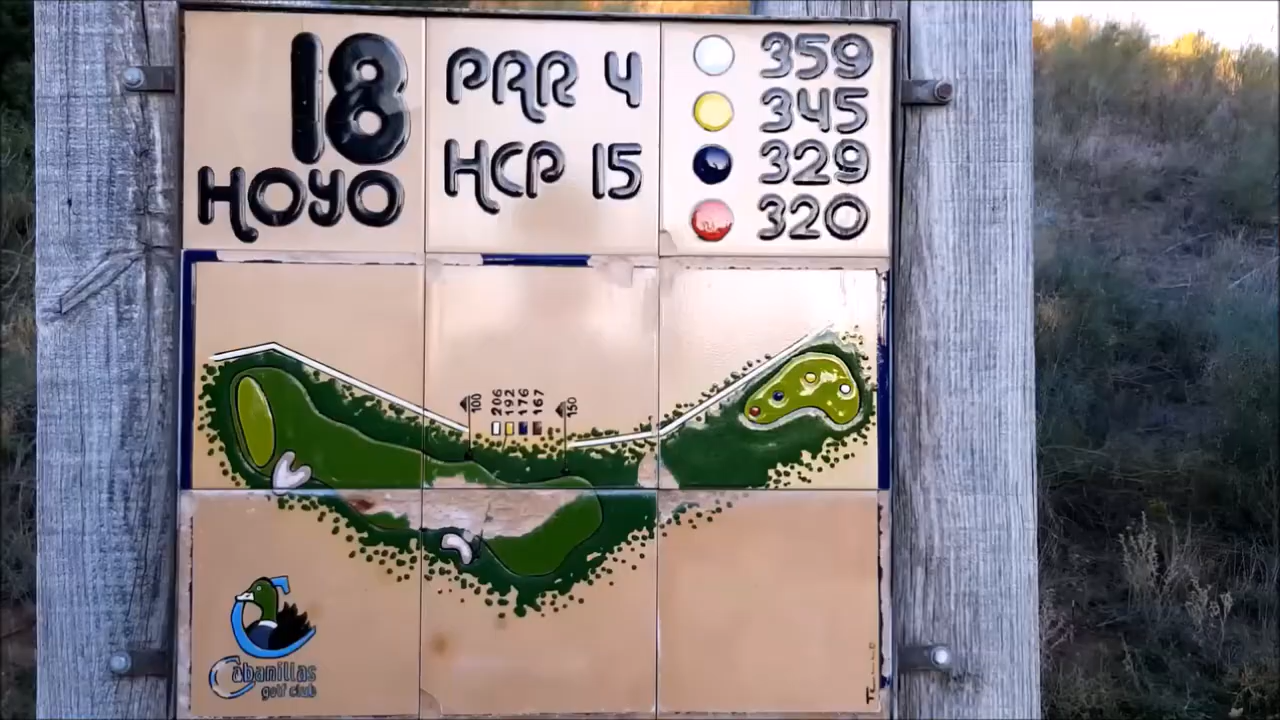 18
HOYO
PAR 4
HCP 15
359
345
329
320
100
206
192
176
167
150
Cabanillas
golf club